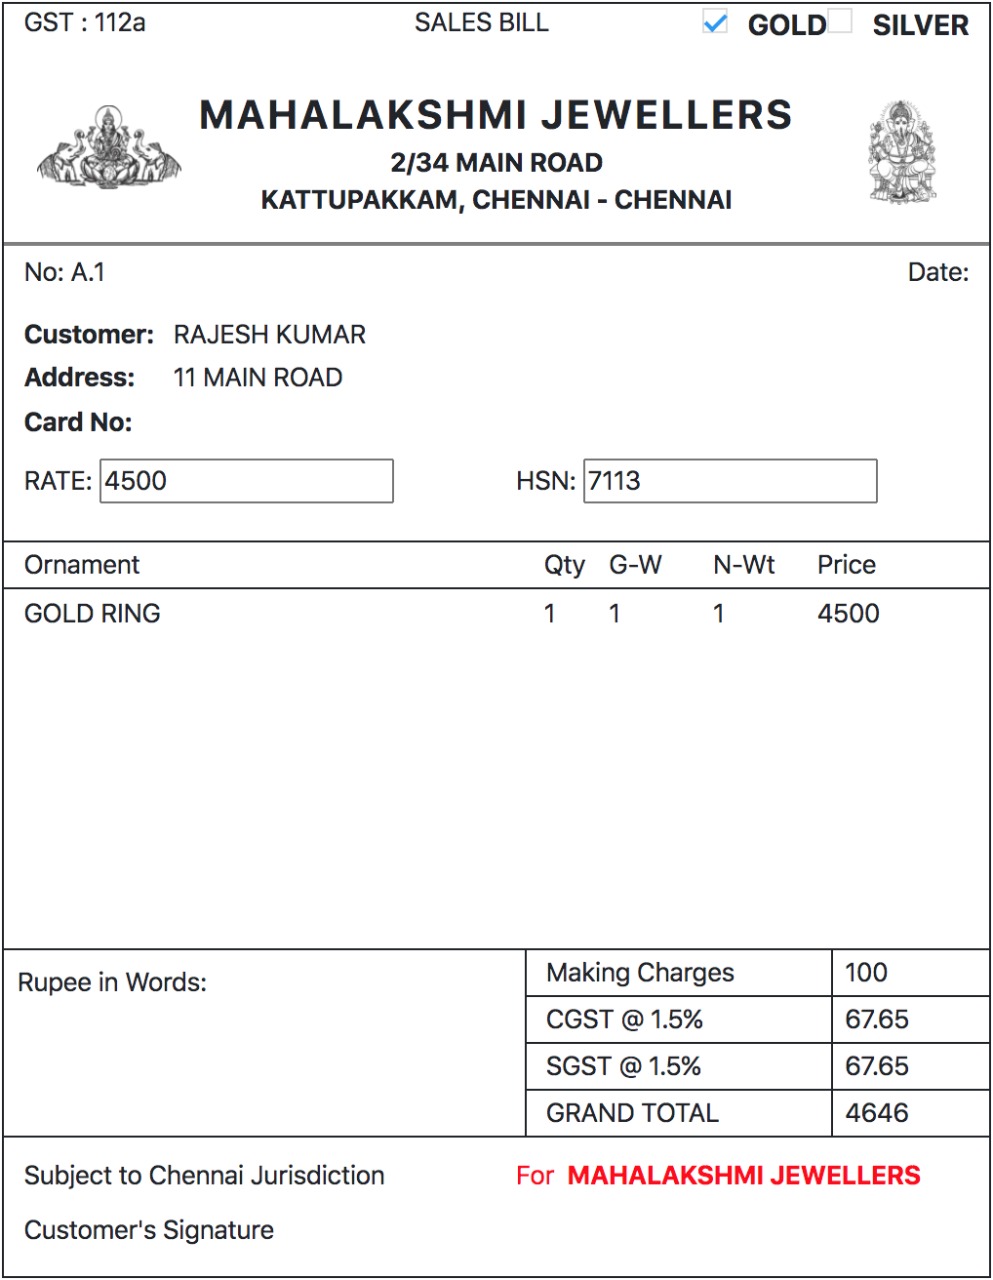 GST : 112a SALES BILL GOLD SILVER
MAHALAKSHMI JEWELLERS
2/34 MAIN ROAD
KATTUPAKKAM, CHENNAI - CHENNAI
No: A.1 Date:
Customer: RAJESH KUMAR
Address: 11 MAIN ROAD
Card No:
RATE: 4500 HSN: 7113
Ornament Qty G-W N-Wt Price
GOLD RING 1 1 1 4500
Rupee in Words:
Making Charges 100
CGST @ 1.5% 67.65
SGST @ 1.5% 67.65
GRAND TOTAL 4646
Subject to Chennai Jurisdiction For MAHALAKSHMI JEWELLERS
Customer's Signature